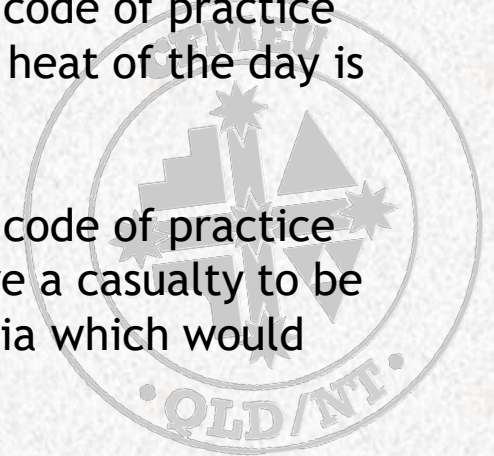 code of practice
CFMEU
heat of the day is
code of practice
e a casualty to be
ia which would
• QLD/NT •